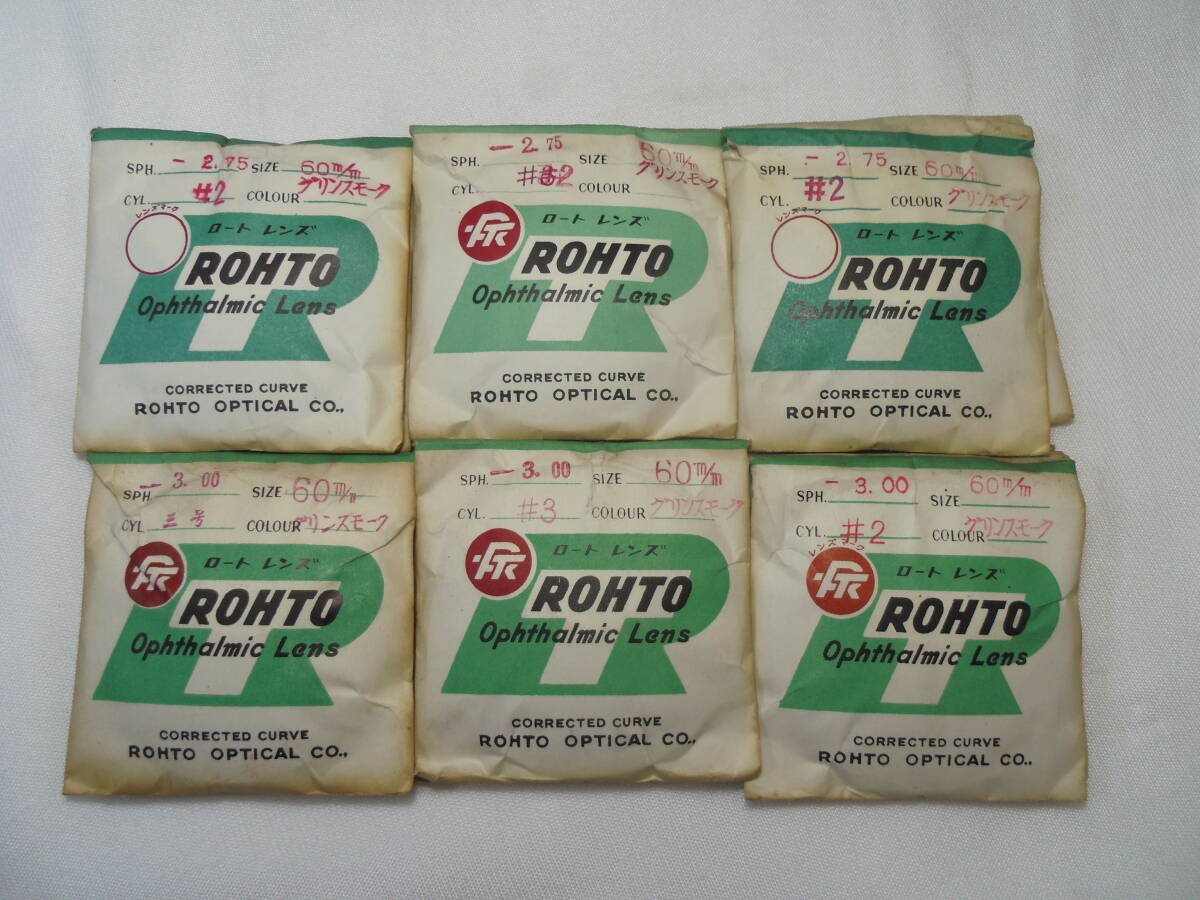 SPH. - 2.75 SIZE 60 m/m
CYL. #2 COLOUR グリンスモーク
レンズマーク
ロート レンズ
ROHTO
Ophthalmic Lens
CORRECTED CURVE
ROHTO OPTICAL CO.,
SPH. - 2.75 SIZE 60 m/m
CYL. #2 COLOUR グリンスモーク
ロート レンズ
ROHTO
Ophthalmic Lens
CORRECTED CURVE
ROHTO OPTICAL CO.,
SPH. - 2.75 SIZE 60 m/m
CYL. #2 COLOUR グリンスモーク
レンズマーク
ロート レンズ
ROHTO
Ophthalmic Lens
CORRECTED CURVE
ROHTO OPTICAL CO.,
SPH. - 3.00 SIZE 60 m/m
CYL. 三号 COLOUR グリンスモーク
ロート レンズ
ROHTO
Ophthalmic Lens
CORRECTED CURVE
ROHTO OPTICAL CO.,
SPH. - 3.00 SIZE 60 m/m
CYL. #3 COLOUR グリンスモーク
ロート レンズ
ROHTO
Ophthalmic Lens
CORRECTED CURVE
ROHTO OPTICAL CO.,
SPH. - 3.00 SIZE 60 m/m
CYL. #2 COLOUR グリンスモーク
レンズマーク
ロート レンズ
ROHTO
Ophthalmic Lens
CORRECTED CURVE
ROHTO OPTICAL CO.,